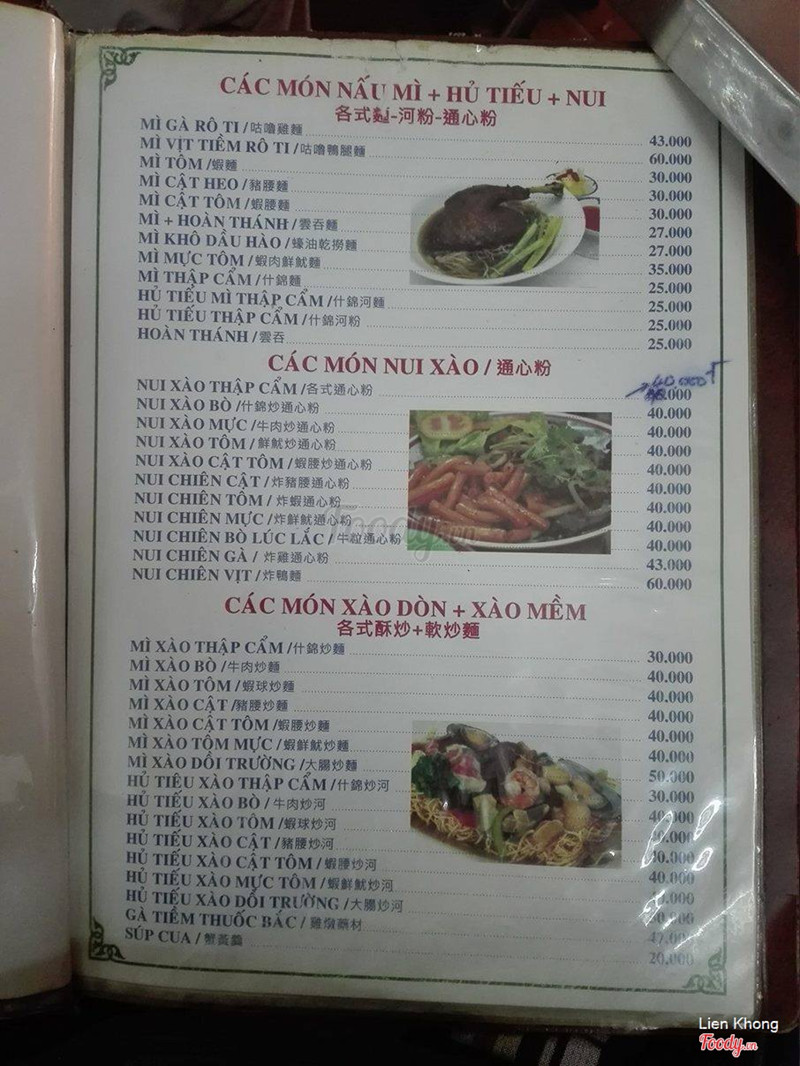 CÁC MÓN NẤU MÌ + HỦ TIẾU + NUI
各式麵-河粉-通心粉
MÌ GÀ RÔ TI / 咕嚕雞麵 43.000
MÌ VỊT TIỀM RÔ TI / 咕嚕鴨腿麵 60.000
MÌ TÔM / 蝦麵 30.000
MÌ CẬT HEO / 豬腰麵 30.000
MÌ CẬT TÔM / 蝦腰麵 30.000
MÌ + HOÀN THÁNH / 雲吞麵 27.000
MÌ KHÔ DẦU HÀO / 蠔油乾撈麵 27.000
MÌ MỰC TÔM / 蝦肉鮮魷麵 35.000
MÌ THẬP CẨM / 什錦麵 25.000
HỦ TIẾU MÌ THẬP CẨM / 什錦河麵 25.000
HỦ TIẾU THẬP CẨM / 什錦河粉 25.000
HOÀN THÁNH / 雲吞 25.000
CÁC MÓN NUI XÀO / 通心粉
40.000
NUI XÀO THẬP CẨM / 各式通心粉 .000
NUI XÀO BÒ / 什錦炒通心粉 40.000
NUI XÀO MỰC / 牛肉炒通心粉 40.000
NUI XÀO TÔM / 鮮魷炒通心粉 40.000
NUI XÀO CẬT TÔM / 蝦腰炒通心粉 40.000
NUI CHIÊN CẬT / 炸豬腰通心粉 40.000
NUI CHIÊN TÔM / 炸蝦通心粉 40.000
NUI CHIÊN MỰC / 炸鮮魷通心粉 40.000
NUI CHIÊN BÒ LÚC LẮC / 牛粒通心粉 40.000
NUI CHIÊN GÀ / 炸雞通心粉 43.000
NUI CHIÊN VỊT / 炸鴨麵 60.000
CÁC MÓN XÀO DÒN + XÀO MỀM
各式酥炒+軟炒麵
MÌ XÀO THẬP CẨM / 什錦炒麵 30.000
MÌ XÀO BÒ / 牛肉炒麵 40.000
MÌ XÀO TÔM / 蝦球炒麵 40.000
MÌ XÀO CẬT / 豬腰炒麵 40.000
MÌ XÀO CẬT TÔM / 蝦腰炒麵 40.000
MÌ XÀO TÔM MỰC / 蝦鮮魷炒麵 40.000
MÌ XÀO DỒI TRƯỜNG / 大腸炒麵 50.000
HỦ TIẾU XÀO THẬP CẨM / 什錦炒河 30.000
HỦ TIẾU XÀO BÒ / 牛肉炒河 40.000
HỦ TIẾU XÀO TÔM / 蝦球炒河 40.000
HỦ TIẾU XÀO CẬT / 豬腰炒河 40.000
HỦ TIẾU XÀO CẬT TÔM / 蝦腰炒河 40.000
HỦ TIẾU XÀO MỰC TÔM / 蝦鮮魷炒河
HỦ TIẾU XÀO DỒI TRƯỜNG / 大腸炒河
GÀ TIỀM THUỐC BẮC / 雞燉藥材 47.000
SÚP CUA / 蟹黃羹 20.000
Foody.vn
Lien Khong
Foody.vn